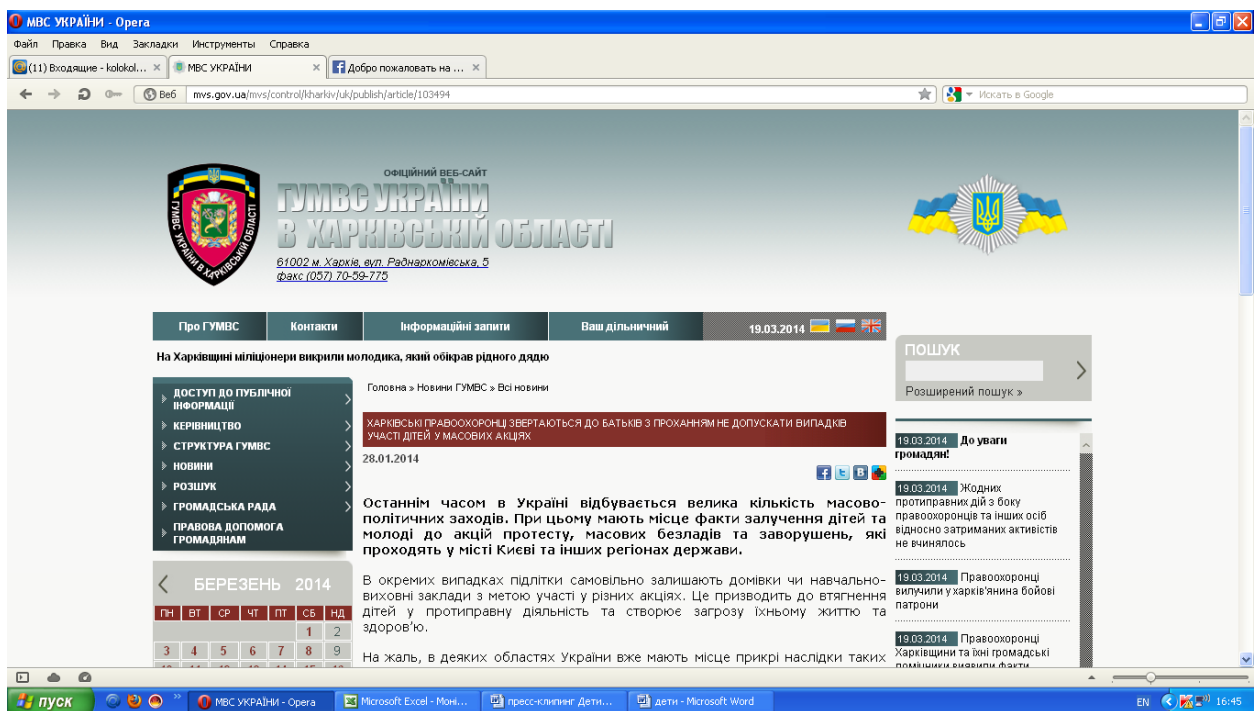 МВС УКРАЇНИ - Opera
Файл Правка Вид Закладки Инструменты Справка
(11) Входящие - kolokol... МВС УКРАЇНИ Добро пожаловать на ...
Веб mvs.gov.ua/mvs/control/kharkiv/uk/publish/article/103494 Искать в Google
ОФІЦІЙНИЙ ВЕБ-САЙТ
ГУМВС УКРАЇНИ
В ХАРКІВСЬКІЙ ОБЛАСТІ
ГУМВС УКРАЇНИ В ХАРКІВСЬКІЙ ОБЛАСТІ
61002 м. Харків, вул. Раднаркомівська, 5
факс (057) 70-59-775
Про ГУМВС Контакти Інформаційні запити Ваш дільничний 19.03.2014
На Харківщині міліціонери викрили молодика, який обікрав рідного дядю
ПОШУК
Розширений пошук »
ДОСТУП ДО ПУБЛІЧНОЇ
ІНФОРМАЦІЇ
КЕРІВНИЦТВО
СТРУКТУРА ГУМВС
НОВИНИ
РОЗШУК
ГРОМАДСЬКА РАДА
ПРАВОВА ДОПОМОГА
ГРОМАДЯНАМ
БЕРЕЗЕНЬ 2014
ПН ВТ СР ЧТ ПТ СБ НД
1 2
3 4 5 6 7 8 9
Головна » Новини ГУМВС » Всі новини
ХАРКІВСЬКІ ПРАВООХОРОНЦІ ЗВЕРТАЮТЬСЯ ДО БАТЬКІВ З ПРОХАННЯМ НЕ ДОПУСКАТИ ВИПАДКІВ
УЧАСТІ ДІТЕЙ У МАСОВИХ АКЦІЯХ
28.01.2014
Останнім часом в Україні відбувається велика кількість масово-
політичних заходів. При цьому мають місце факти залучення дітей та
молоді до акцій протесту, масових безладів та заворушень, які
проходять у місті Києві та інших регіонах держави.
В окремих випадках підлітки самовільно залишають домівки чи навчально-
виховні заклади з метою участі у різних акціях. Це призводить до втягнення
дітей у протиправну діяльність та створює загрозу їхньому життю та
здоров'ю.
На жаль, в деяких областях України вже мають місце прикрі наслідки таких
19.03.2014 До уваги
громадян!
19.03.2014 Жодних
протиправних дій з боку
правоохоронців та інших осіб
відносно затриманих активістів
не вчинялось
19.03.2014 Правоохоронці
вилучили у харків'янина бойові
патрони
19.03.2014 Правоохоронці
Харківщини та їхні громадські
помічники виявили факти
пуск МВС УКРАЇНИ - Opera Microsoft Excel - Моні... пресс-клипинг Дети... дети - Microsoft Word EN 16:45